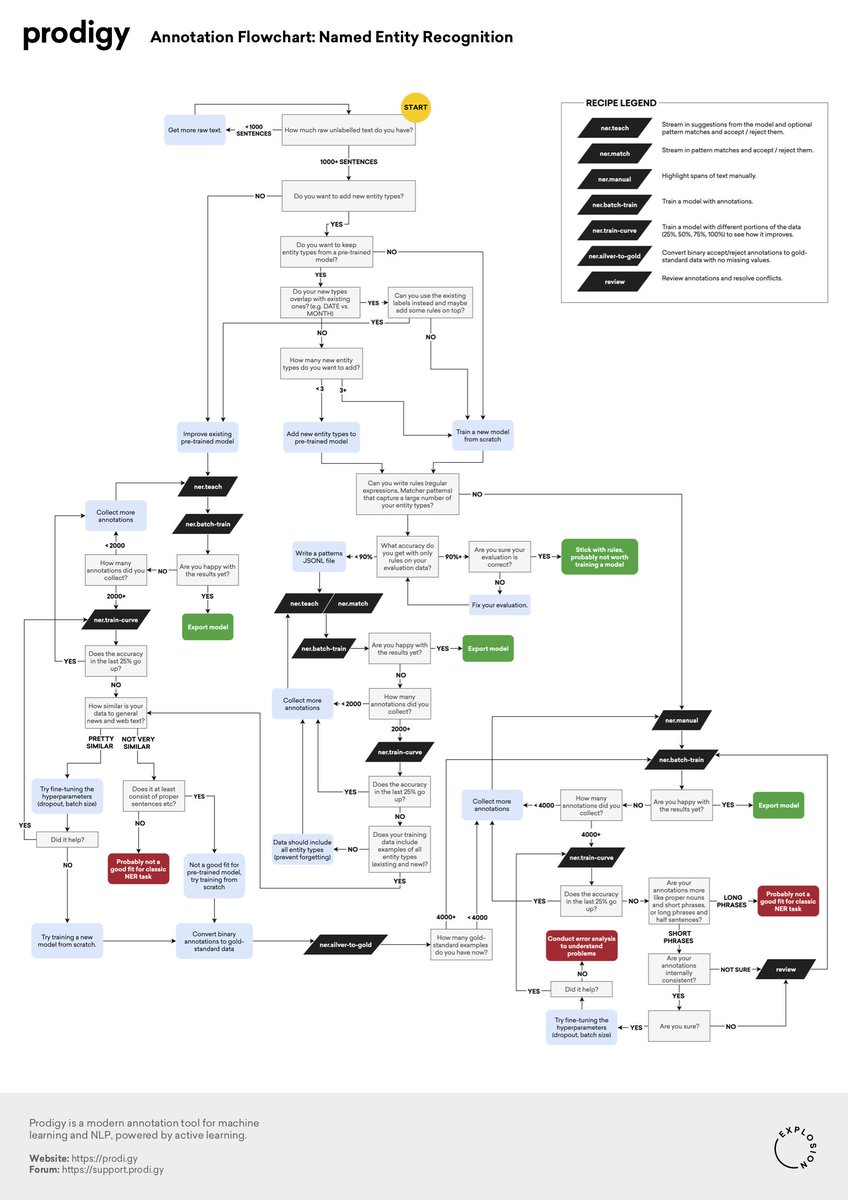 prodigy
Annotation Flowchart: Named Entity Recognition
START
How much raw unlabelled text do you have?
<1000
SENTENCES
Get more raw text.
1000+ SENTENCES
Do you want to add new entity types?
NO
YES
Do you want to keep
entity types from a pre-trained
model?
NO
YES
Do your new types
overlap with existing
ones? (e.g. DATE vs.
MONTH)
YES
Can you use the existing
labels instead and maybe
add some rules on top?
YES
NO
NO
How many new entity
types do you want to add?
<3
3+
Improve existing
pre-trained model
Add new entity types to
pre-trained model
Train a new model
from scratch
RECIPE LEGEND
ner.teach
Stream in suggestions from the model and optional
pattern matches and accept / reject them.
ner.match
Stream in pattern matches and accept / reject them.
ner.manual
Highlight spans of text manually.
ner.batch-train
Train a model with annotations.
ner.train-curve
Train a model with different portions of the data
(25%, 50%, 75%, 100%) to see how it improves.
ner.silver-to-gold
Convert binary accept/reject annotations to gold-
standard data with no missing values.
review
Review annotations and resolve conflicts.
ner.teach
Collect more
annotations
ner.batch-train
<2000
How many
annotations did you
collect?
NO
Are you happy with
the results yet?
2000+
YES
ner.train-curve
Export model
YES
Does the accuracy
in the last 25% go
up?
NO
How similar is your
data to general
news and web text?
PRETTY
SIMILAR
NOT VERY
SIMILAR
Try fine-tuning the
hyperparameters
(dropout, batch size)
Does it at least
consist of proper
sentences etc?
YES
YES
Did it help?
NO
NO
Probably not a
good fit for classic
NER task
Not a good fit for
pre-trained model,
try training from
scratch
Try training a new
model from scratch.
Convert binary
annotations to gold-
standard data
ner.silver-to-gold
How many gold-
standard examples
do you have now?
4000+
<4000
Can you write rules (regular
expressions, Matcher patterns)
that capture a large number of
your entity types?
NO
YES
Write a patterns
JSONL file
<90%
What accuracy do
you get with only
rules on your
evaluation data?
90%+
Are you sure your
evaluation is
correct?
YES
Stick with rules,
probably not worth
training a model
NO
Fix your evaluation.
ner.teach
ner.match
ner.batch-train
Are you happy with
the results yet?
YES
Export model
NO
Collect more
annotations
<2000
How many
annotations did you
collect?
2000+
ner.train-curve
YES
Does the accuracy
in the last 25% go
up?
NO
Data should include
all entity types
(prevent forgetting)
NO
Does your training
data include
examples of all
entity types
(existing and new)?
YES
ner.manual
ner.batch-train
Collect more
annotations
<4000
How many
annotations did you
collect?
NO
Are you happy with
the results yet?
YES
Export model
4000+
ner.train-curve
YES
Does the accuracy
in the last 25% go
up?
NO
Are your
annotations more
like proper nouns
and short phrases,
or long phrases and
half sentences?
LONG
PHRASES
Probably not a
good fit for classic
NER task
SHORT
PHRASES
Conduct error analysis
to understand
problems
NO
Are your
annotations
internally
consistent?
NOT SURE
review
YES
YES
Did it help?
Try fine-tuning the
hyperparameters
(dropout, batch size)
YES
Are you sure?
NO
Prodigy is a modern annotation tool for machine
learning and NLP, powered by active learning.
Website: https://prodi.gy
Forum: https://support.prodi.gy
EXPLOSION